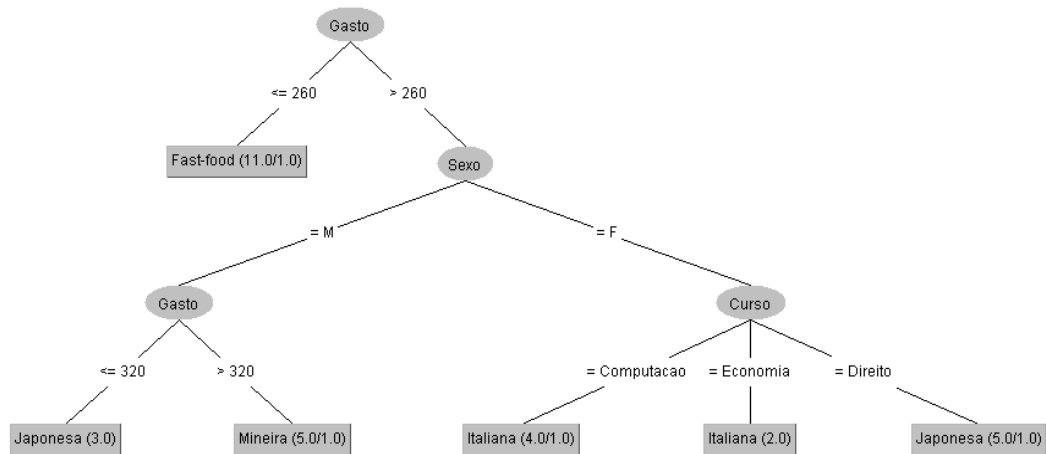 Gasto
<= 260
> 260
Fast-food (11.0/1.0)
Sexo
= M
= F
Gasto
Curso
<= 320
> 320
= Computacao
= Economia
= Direito
Japonesa (3.0)
Mineira (5.0/1.0)
Italiana (4.0/1.0)
Italiana (2.0)
Japonesa (5.0/1.0)